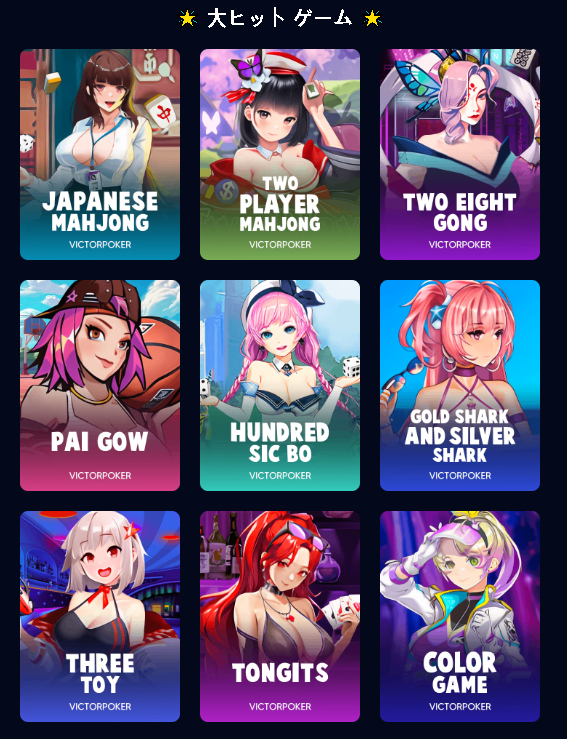 大ヒット ゲーム
JAPANESE
MAHJONG
VICTORPOKER
TWO
PLAYER
MAHJONG
VICTORPOKER
TWO EIGHT
GONG
VICTORPOKER
PAI GOW
VICTORPOKER
HUNDRED
SIC BO
VICTORPOKER
GOLD SHARK
AND SILVER
SHARK
VICTORPOKER
THREE
TOY
VICTORPOKER
TONGITS
VICTORPOKER
COLOR
GAME
VICTORPOKER